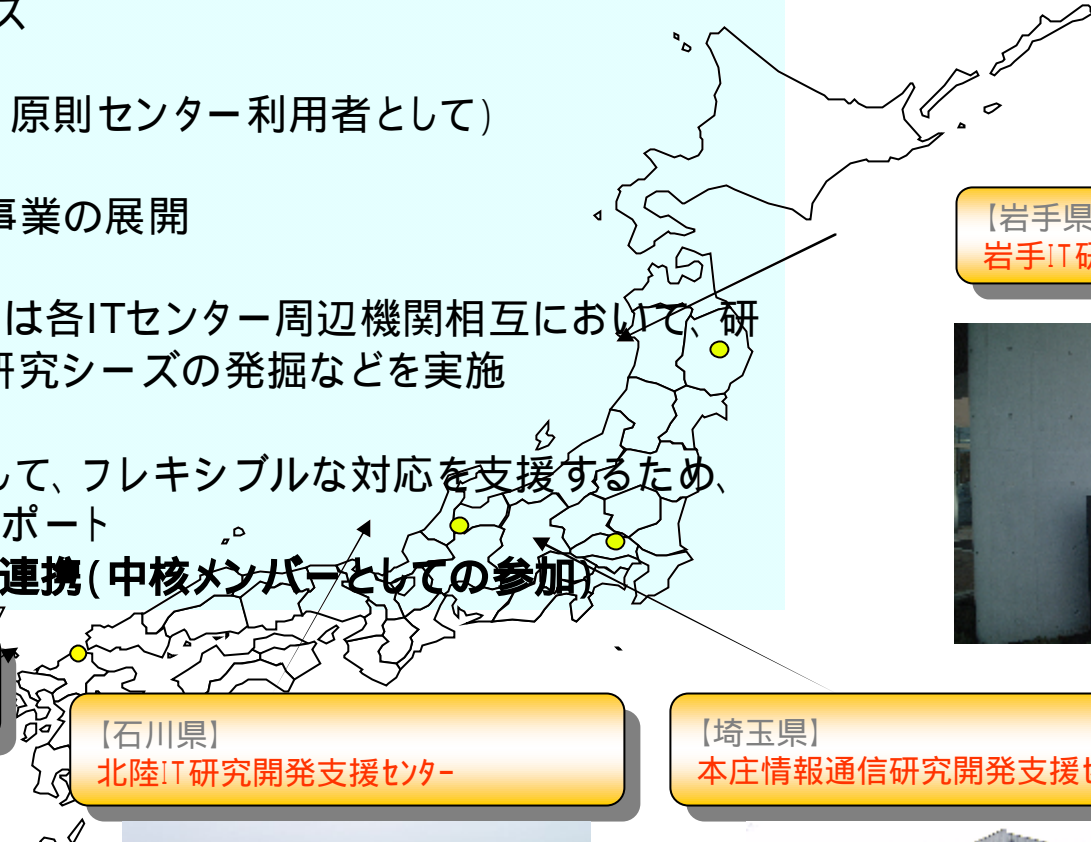 ス
原則センター利用者として)
事業の展開
は各ITセンター周辺機関相互において、研
研究シーズの発掘などを実施
して、フレキシブルな対応を支援するため、
ポート
連携(中核メンバーとしての参加)
【岩手県
岩手IT研
【石川県】
北陸IT研究開発支援ｾﾝﾀｰ
【埼玉県】
本庄情報通信研究開発支援ｾ